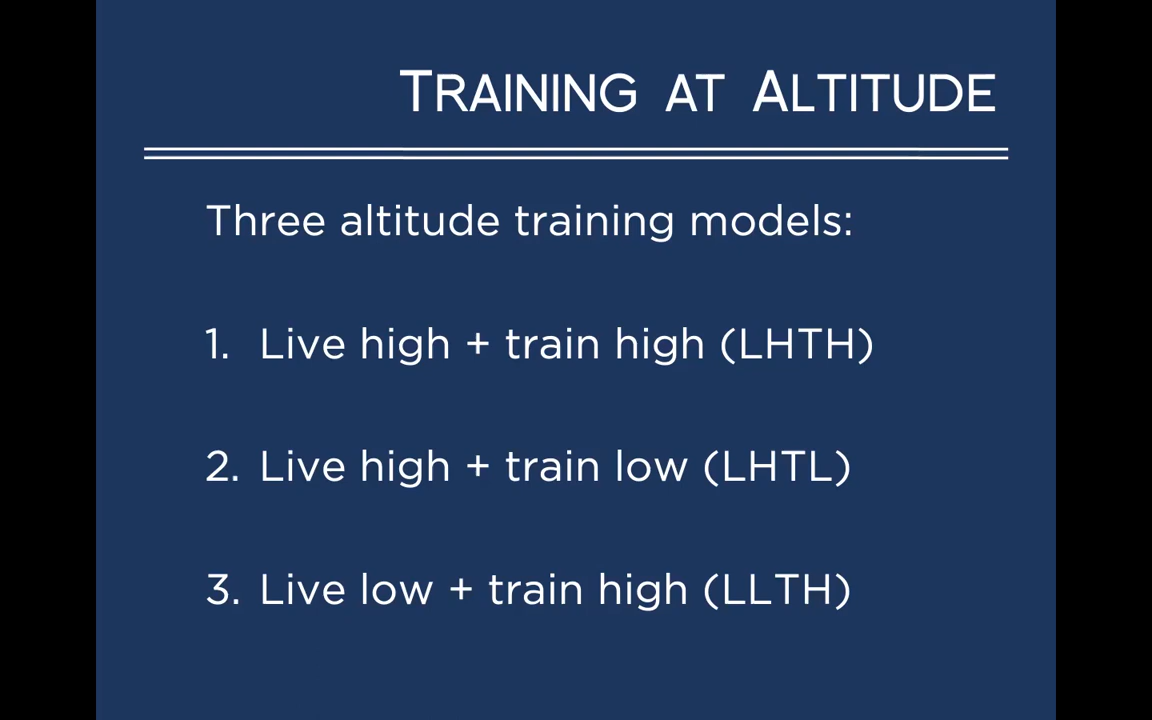 Training at Altitude
Three altitude training models:
1. Live high + train high (LHTH)
2. Live high + train low (LHTL)
3. Live low + train high (LLTH)